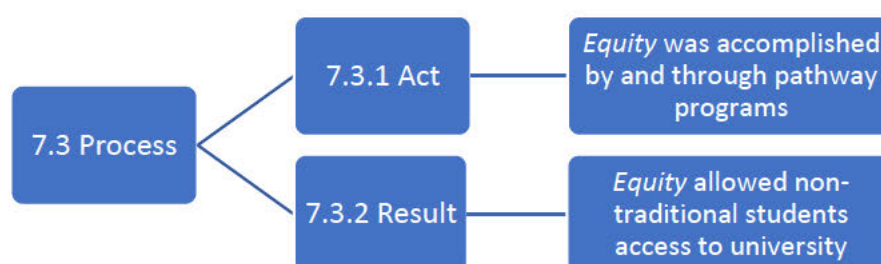 7.3 Process
7.3.1 Act
Equity was accomplished
by and through pathway
programs
7.3.2 Result
Equity allowed non-
traditional students
access to university